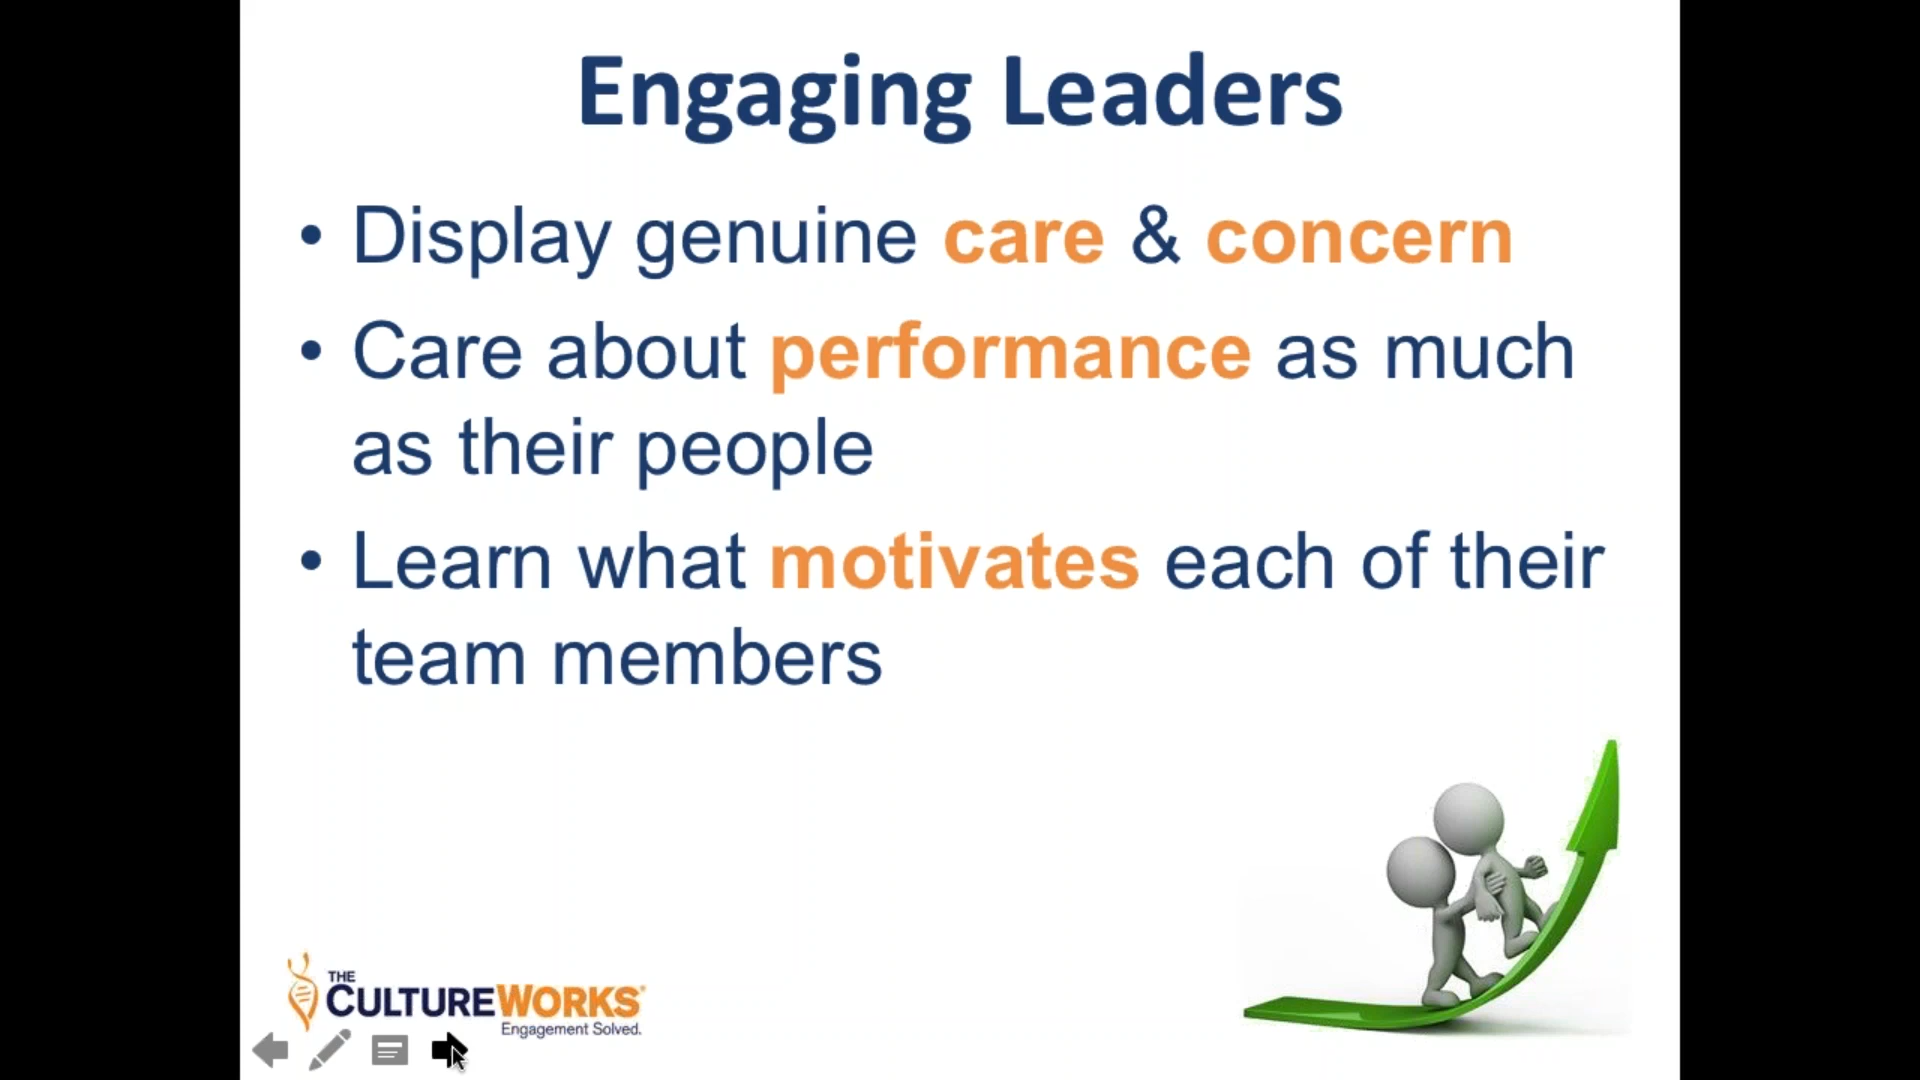 Engaging Leaders
• Display genuine care & concern
• Care about performance as much
as their people
• Learn what motivates each of their
team members
THE
CULTUREWORKS®
Engagement Solved.